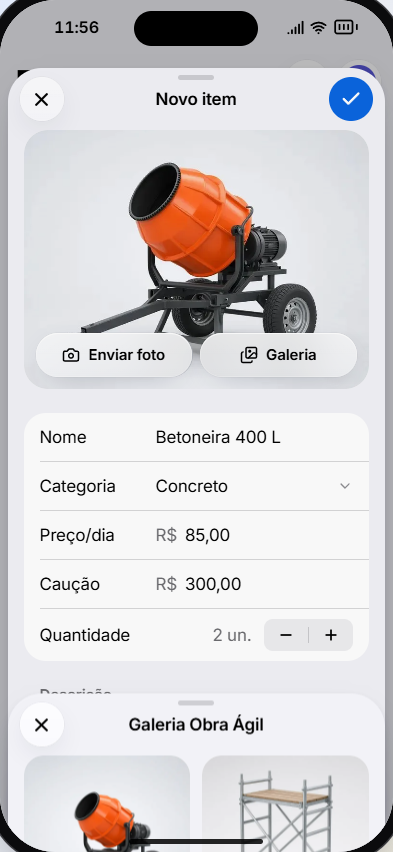 11:56
Novo item
Enviar foto
Galeria
Nome
Betoneira 400 L
Categoria
Concreto
Preço/dia
R$ 85,00
Caução
R$ 300,00
Quantidade
2 un.
Descrição
Galeria Obra Ágil